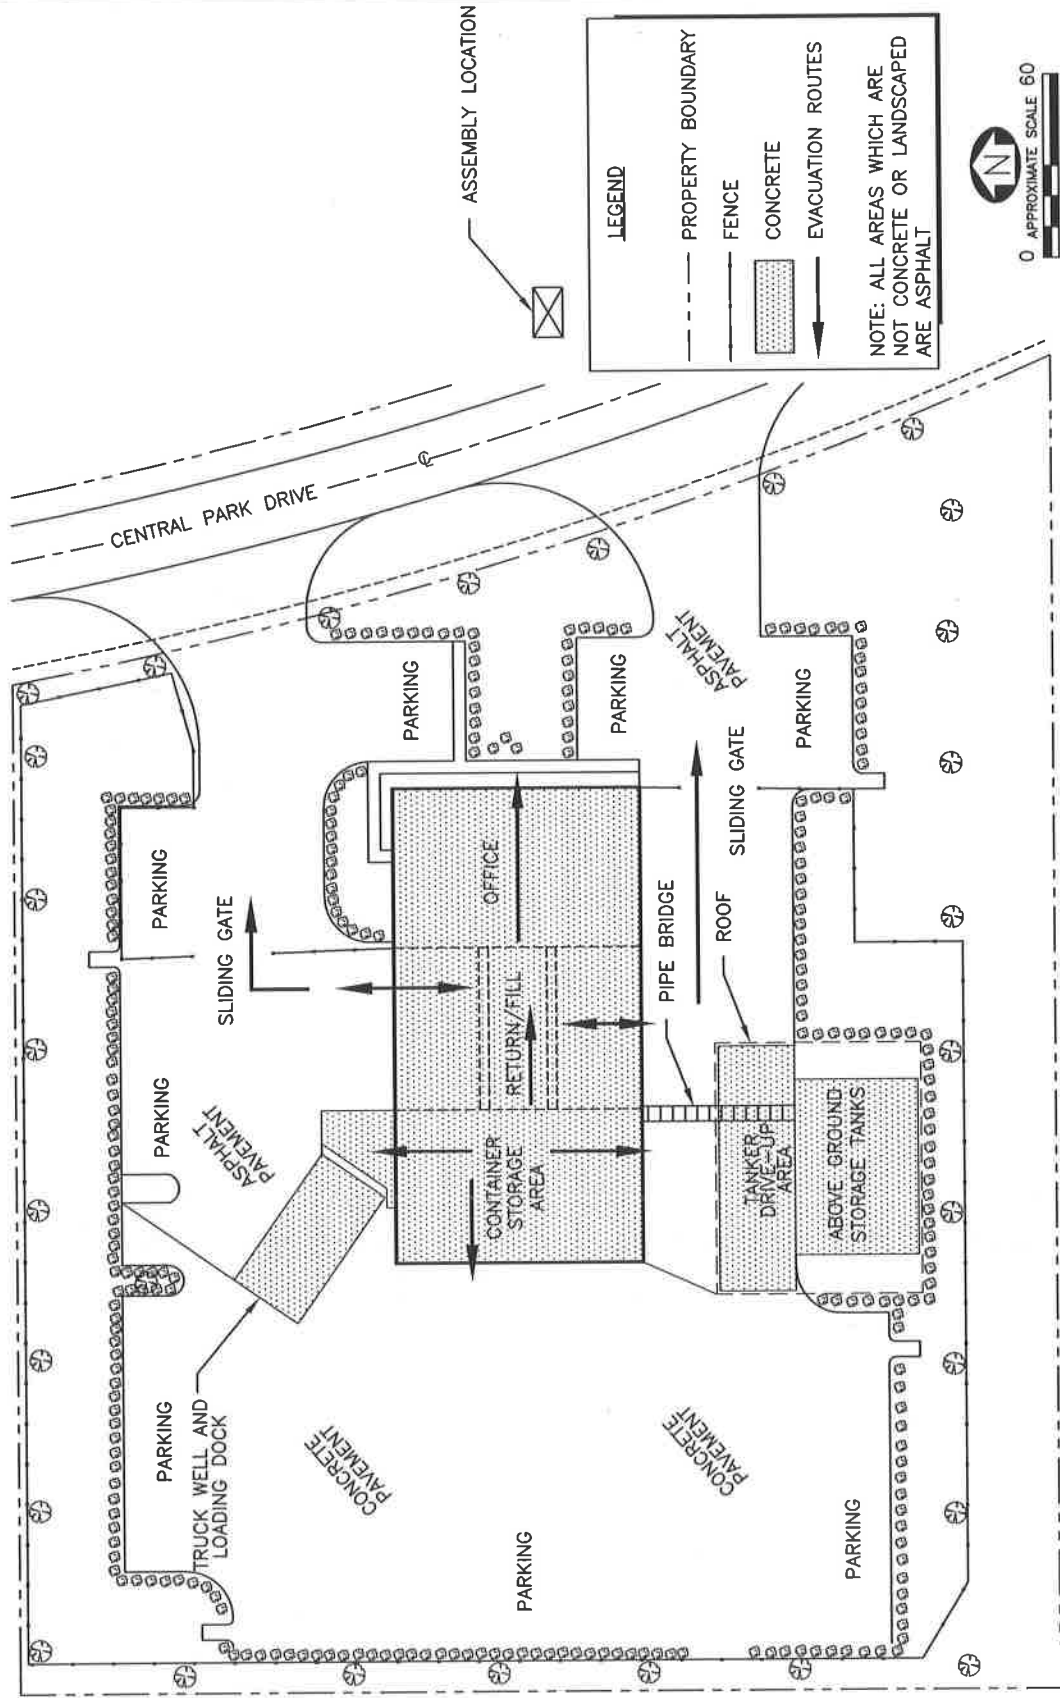 ASSEMBLY LOCATION
CENTRAL PARK DRIVE
℄
LEGEND
PROPERTY BOUNDARY
FENCE
CONCRETE
EVACUATION ROUTES
NOTE: ALL AREAS WHICH ARE
NOT CONCRETE OR LANDSCAPED
ARE ASPHALT
N
0 APPROXIMATE SCALE 60
PARKING
PARKING
ASPHALT
PAVEMENT
PARKING
PARKING
SLIDING GATE
OFFICE
SLIDING GATE
PARKING
ASPHALT
PAVEMENT
RETURN/FILL
PIPE BRIDGE
ROOF
CONTAINER
STORAGE
AREA
TANKER
DRIVE-UP
AREA
ABOVE GROUND
STORAGE TANKS
PARKING
TRUCK WELL AND
LOADING DOCK
CONCRETE
PAVEMENT
CONCRETE
PAVEMENT
PARKING
PARKING